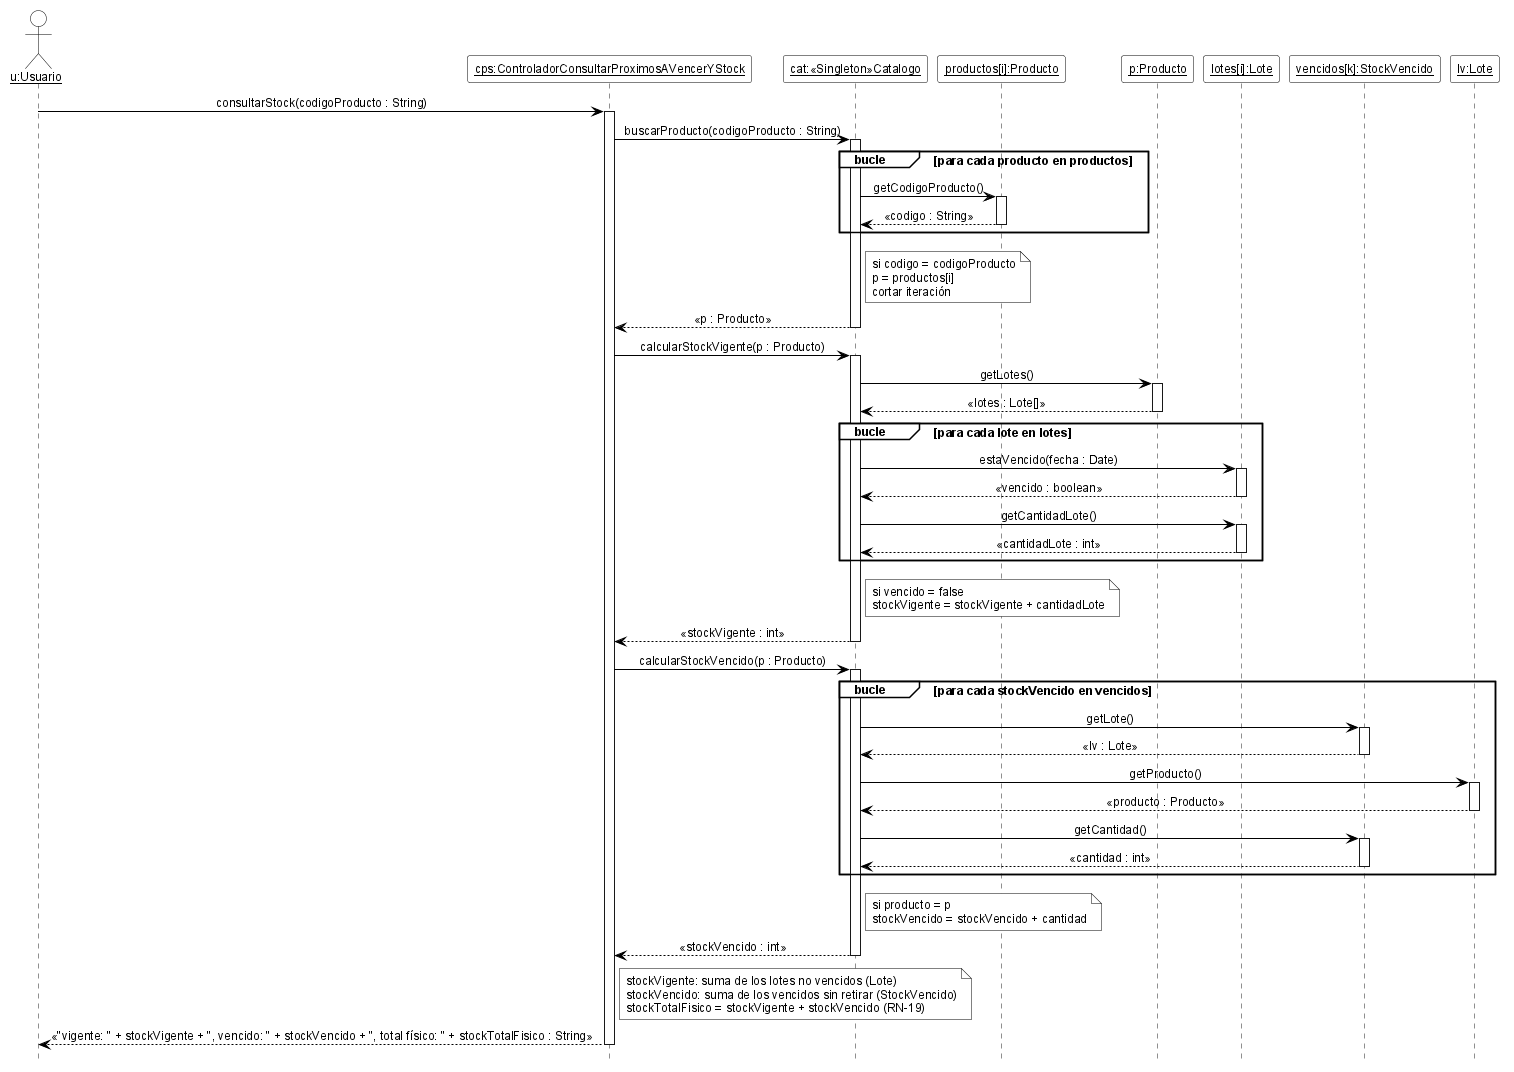 u:Usuario
cps:ControladorConsultarProximosAVencerYStock
cat:«Singleton»Catalogo
productos[i]:Producto
p:Producto
lotes[i]:Lote
vencidos[k]:StockVencido
lv:Lote
consultarStock(codigoProducto : String)
buscarProducto(codigoProducto : String)
bucle [para cada producto en productos]
getCodigoProducto()
«codigo : String»
si codigo = codigoProducto
p = productos[i]
cortar iteración
«p : Producto»
calcularStockVigente(p : Producto)
getLotes()
«lotes : Lote[]»
bucle [para cada lote en lotes]
estaVencido(fecha : Date)
«vencido : boolean»
getCantidadLote()
«cantidadLote : int»
si vencido = false
stockVigente = stockVigente + cantidadLote
«stockVigente : int»
calcularStockVencido(p : Producto)
bucle [para cada stockVencido en vencidos]
getLote()
«lv : Lote»
getProducto()
«producto : Producto»
getCantidad()
«cantidad : int»
si producto = p
stockVencido = stockVencido + cantidad
«stockVencido : int»
stockVigente: suma de los lotes no vencidos (Lote)
stockVencido: suma de los vencidos sin retirar (StockVencido)
stockTotalFisico = stockVigente + stockVencido (RN-19)
«"vigente: " + stockVigente + ", vencido: " + stockVencido + ", total físico: " + stockTotalFisico : String»